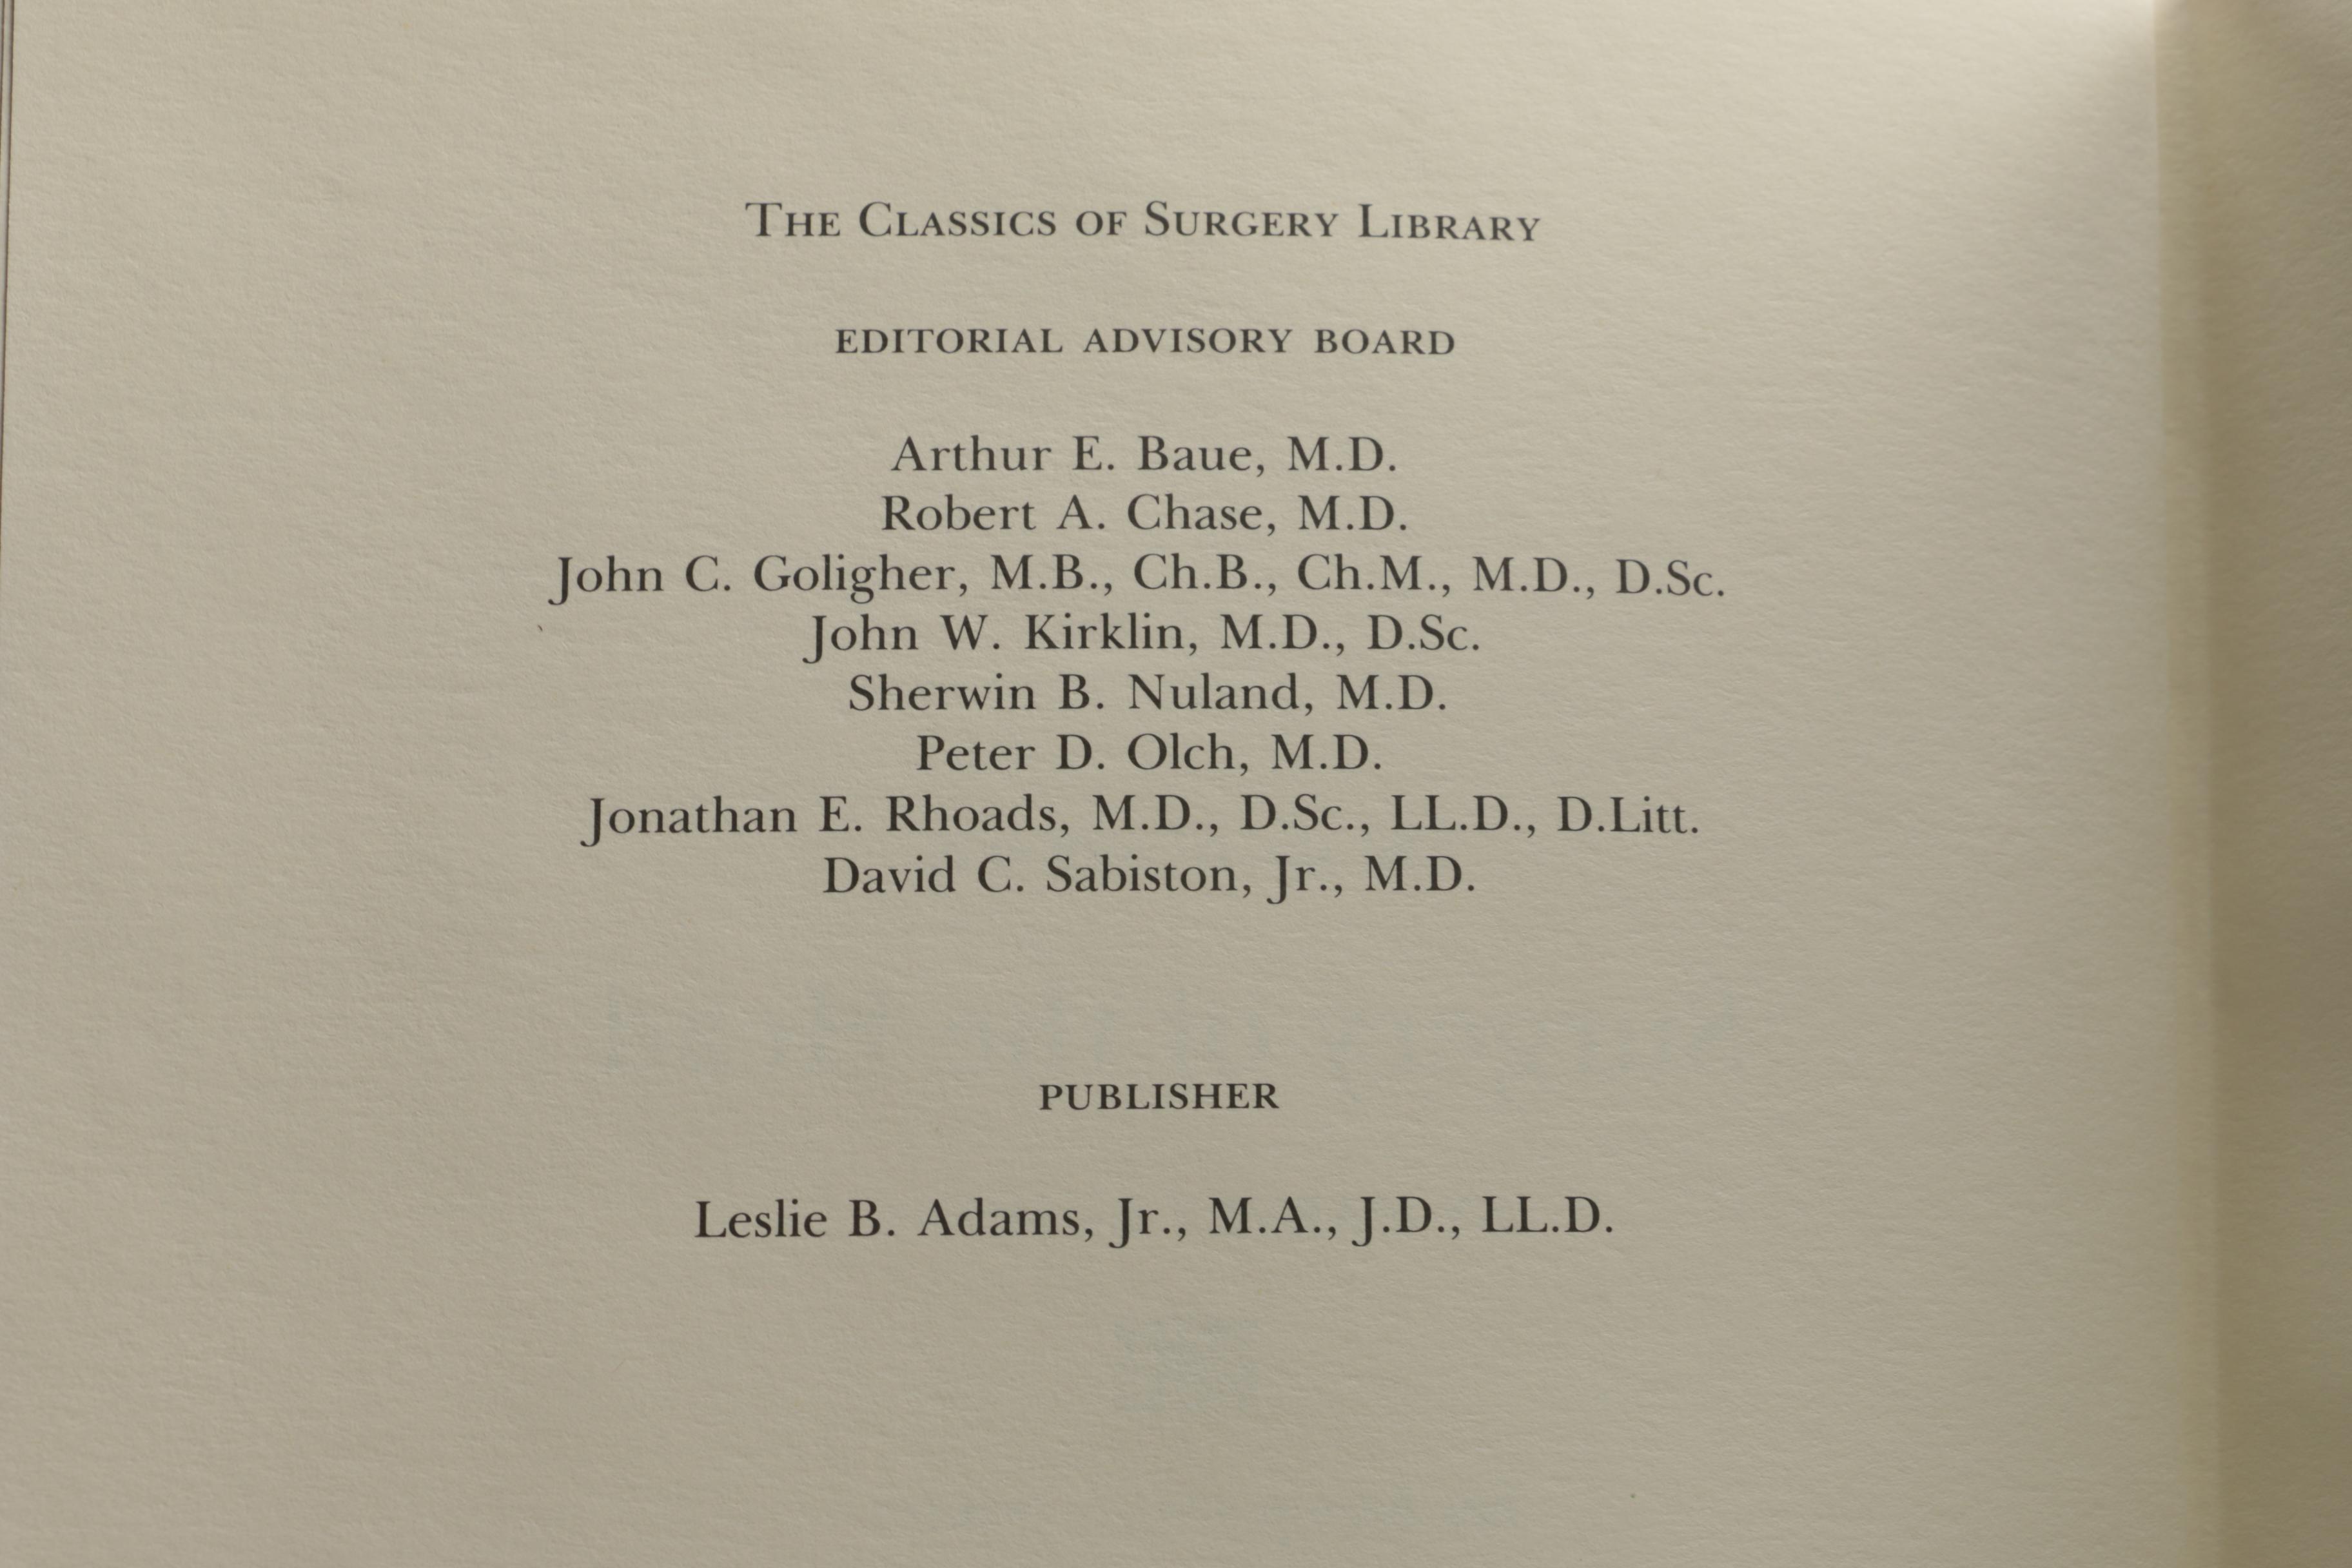 The Classics of Surgery Library
EDITORIAL ADVISORY BOARD
Arthur E. Baue, M.D.
Robert A. Chase, M.D.
John C. Goligher, M.B., Ch.B., Ch.M., M.D., D.Sc.
John W. Kirklin, M.D., D.Sc.
Sherwin B. Nuland, M.D.
Peter D. Olch, M.D.
Jonathan E. Rhoads, M.D., D.Sc., LL.D., D.Litt.
David C. Sabiston, Jr., M.D.
PUBLISHER
Leslie B. Adams, Jr., M.A., J.D., LL.D.